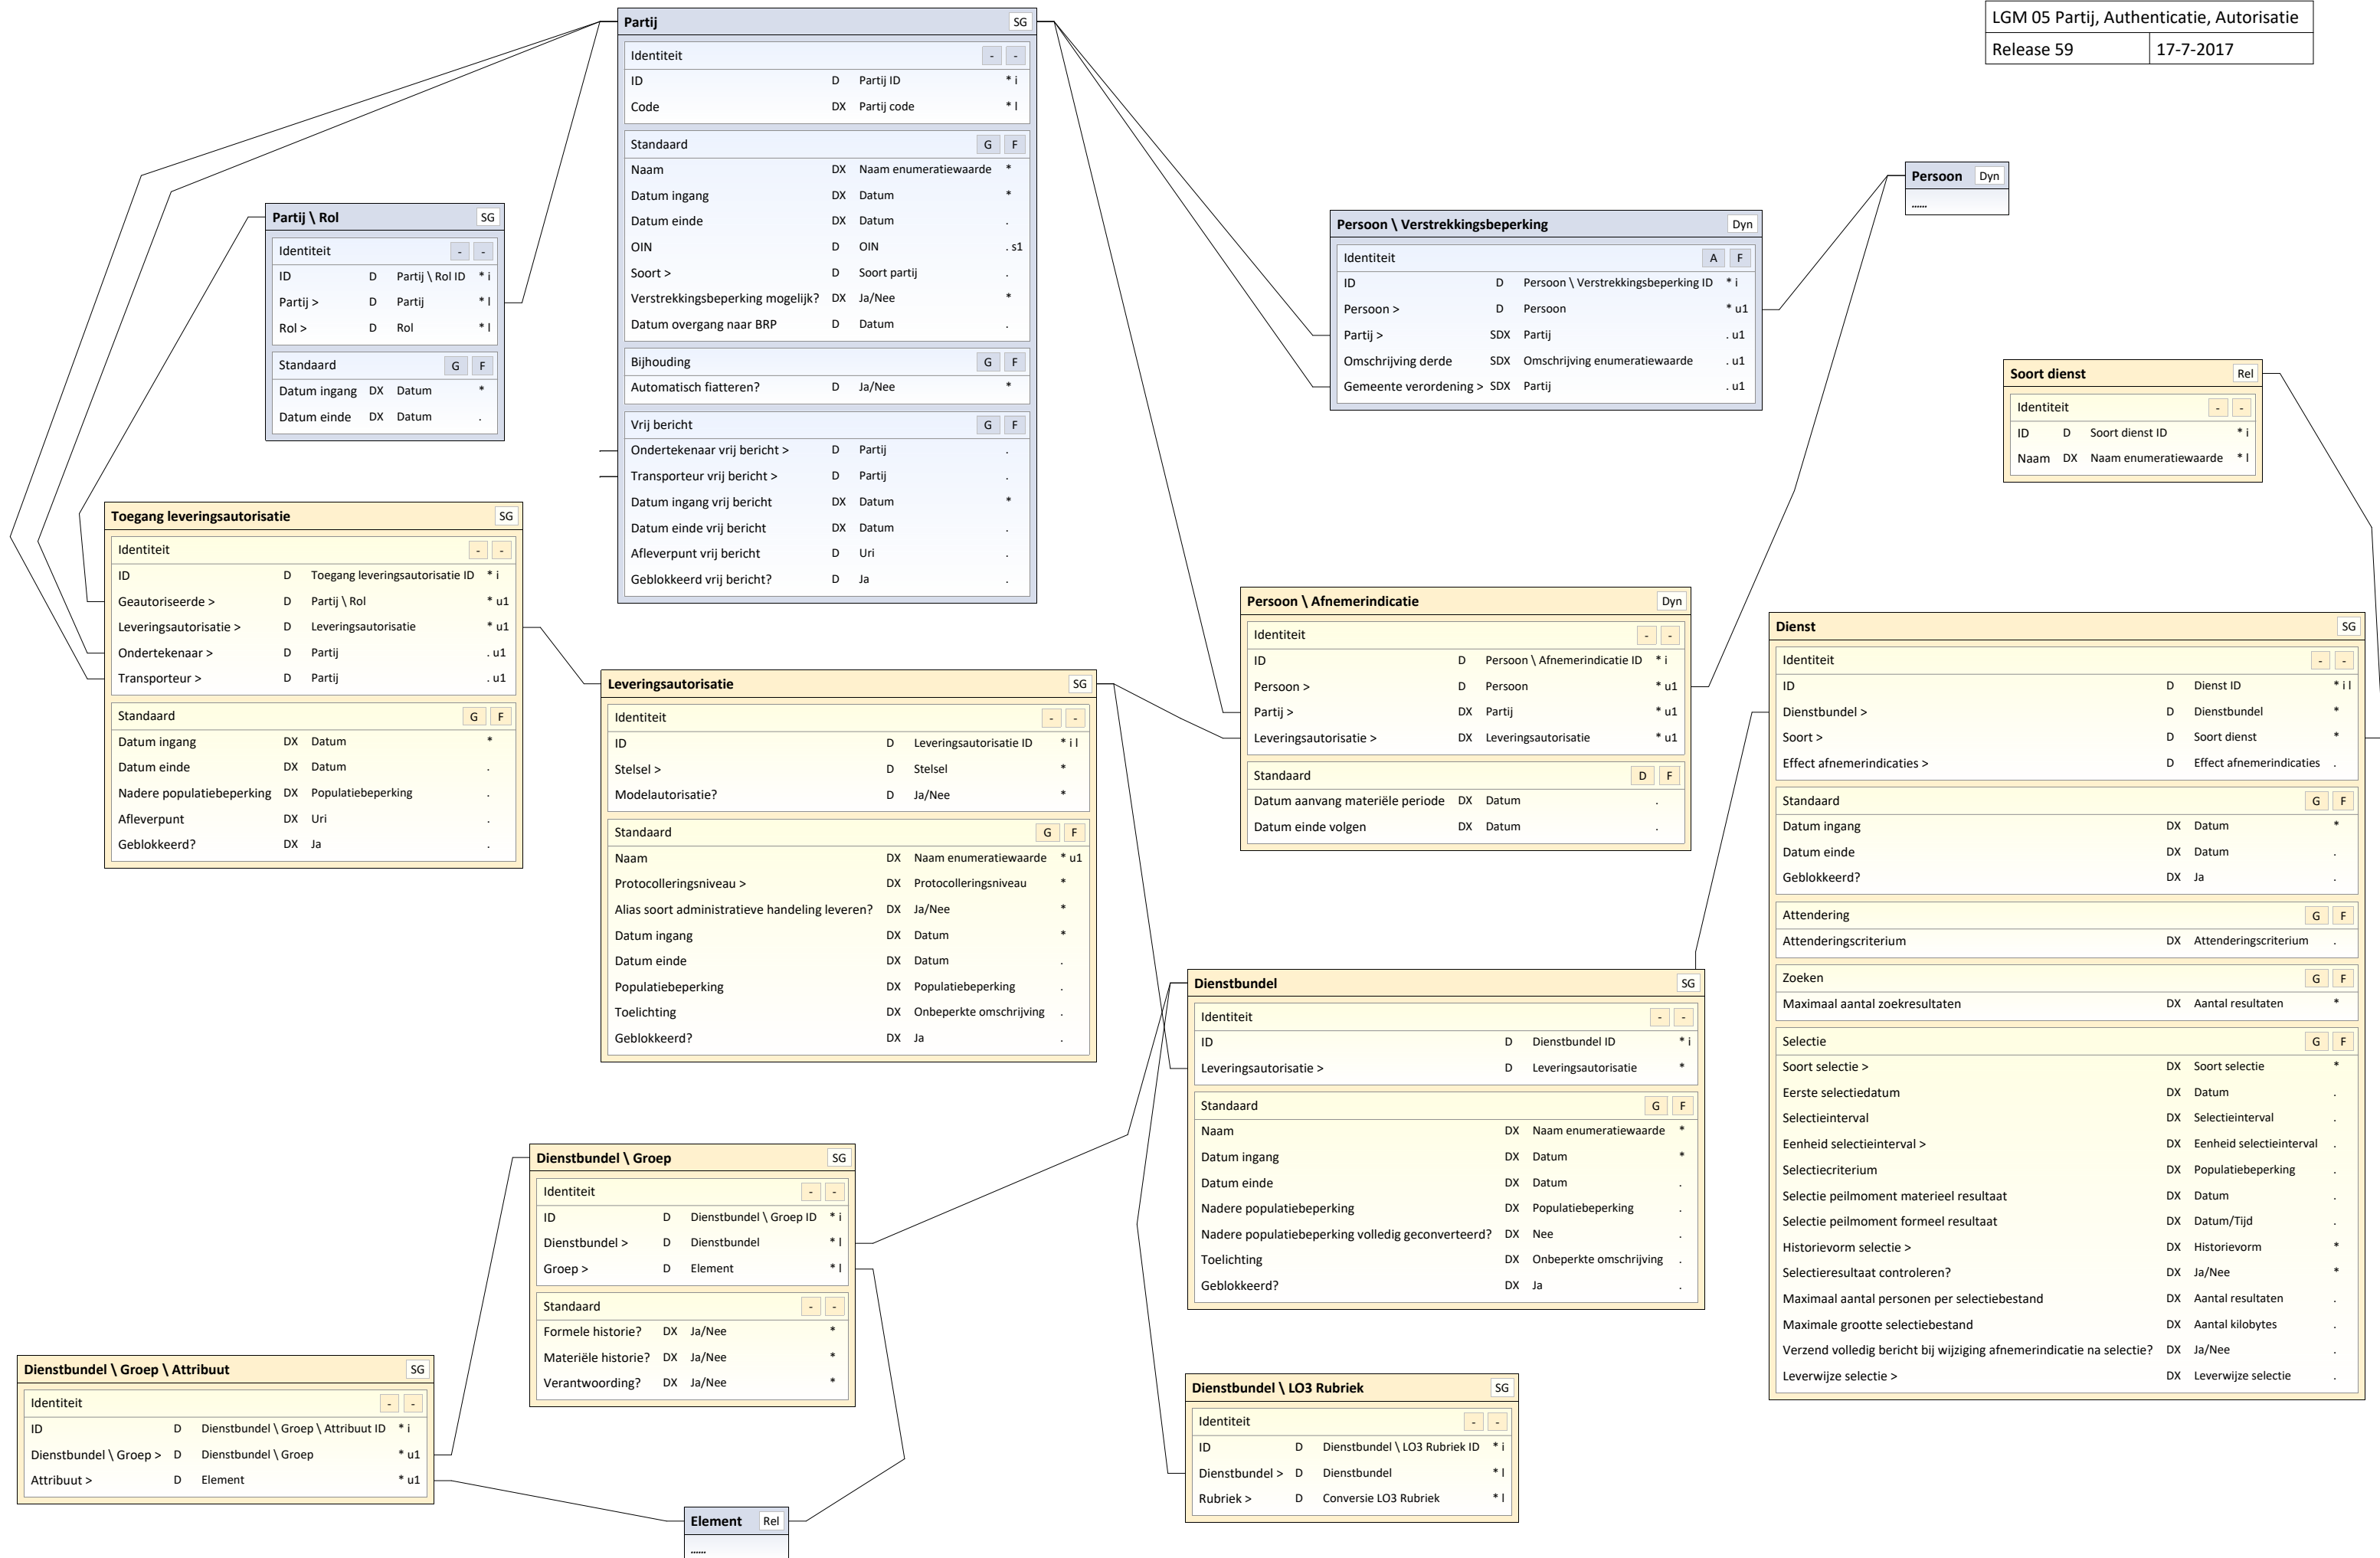 LGM 05 Partij, Authenticatie, Autorisatie
Release 59 17-7-2017
Partij SG
Identiteit - -
ID D Partij ID * i
Code DX Partij code * l
Standaard G F
Naam DX Naam enumeratiewaarde *
Datum ingang DX Datum *
Datum einde DX Datum .
OIN D OIN . s1
Soort > D Soort partij .
Verstrekkingsbeperking mogelijk? DX Ja/Nee *
Datum overgang naar BRP D Datum .
Bijhouding G F
Automatisch fiatteren? D Ja/Nee *
Vrij bericht G F
Ondertekenaar vrij bericht > D Partij .
Transporteur vrij bericht > D Partij .
Datum ingang vrij bericht DX Datum *
Datum einde vrij bericht DX Datum .
Afleverpunt vrij bericht D Uri .
Geblokkeerd vrij bericht? D Ja .
Partij \ Rol SG
Identiteit - -
ID D Partij \ Rol ID * i
Partij > D Partij * l
Rol > D Rol * l
Standaard G F
Datum ingang DX Datum *
Datum einde DX Datum .
Persoon Dyn
......
Persoon \ Verstrekkingsbeperking Dyn
Identiteit A F
ID D Persoon \ Verstrekkingsbeperking ID * i
Persoon > D Persoon * u1
Partij > SDX Partij . u1
Omschrijving derde SDX Omschrijving enumeratiewaarde . u1
Gemeente verordening > SDX Partij . u1
Soort dienst Rel
Identiteit - -
ID D Soort dienst ID * i
Naam DX Naam enumeratiewaarde * l
Toegang leveringsautorisatie SG
Identiteit - -
ID D Toegang leveringsautorisatie ID * i
Geautoriseerde > D Partij \ Rol * u1
Leveringsautorisatie > D Leveringsautorisatie * u1
Ondertekenaar > D Partij . u1
Transporteur > D Partij . u1
Standaard G F
Datum ingang DX Datum *
Datum einde DX Datum .
Nadere populatiebeperking DX Populatiebeperking .
Afleverpunt DX Uri .
Geblokkeerd? DX Ja .
Leveringsautorisatie SG
Identiteit - -
ID D Leveringsautorisatie ID * i l
Stelsel > D Stelsel *
Modelautorisatie? D Ja/Nee *
Standaard G F
Naam DX Naam enumeratiewaarde * u1
Protocolleringsniveau > DX Protocolleringsniveau *
Alias soort administratieve handeling leveren? DX Ja/Nee *
Datum ingang DX Datum *
Datum einde DX Datum .
Populatiebeperking DX Populatiebeperking .
Toelichting DX Onbeperkte omschrijving .
Geblokkeerd? DX Ja .
Persoon \ Afnemerindicatie Dyn
Identiteit - -
ID D Persoon \ Afnemerindicatie ID * i
Persoon > D Persoon * u1
Partij > DX Partij * u1
Leveringsautorisatie > DX Leveringsautorisatie * u1
Standaard D F
Datum aanvang materiële periode DX Datum .
Datum einde volgen DX Datum .
Dienst SG
Identiteit - -
ID D Dienst ID * i l
Dienstbundel > D Dienstbundel *
Soort > D Soort dienst *
Effect afnemerindicaties > D Effect afnemerindicaties .
Standaard G F
Datum ingang DX Datum *
Datum einde DX Datum .
Geblokkeerd? DX Ja .
Attendering G F
Attenderingscriterium DX Attenderingscriterium .
Zoeken G F
Maximaal aantal zoekresultaten DX Aantal resultaten *
Selectie G F
Soort selectie > DX Soort selectie *
Eerste selectiedatum DX Datum .
Selectieinterval DX Selectieinterval .
Eenheid selectieinterval > DX Eenheid selectieinterval .
Selectiecriterium DX Populatiebeperking .
Selectie peilmoment materieel resultaat DX Datum .
Selectie peilmoment formeel resultaat DX Datum/Tijd .
Historievorm selectie > DX Historievorm *
Selectieresultaat controleren? DX Ja/Nee *
Maximaal aantal personen per selectiebestand DX Aantal resultaten .
Maximale grootte selectiebestand DX Aantal kilobytes .
Verzend volledig bericht bij wijziging afnemerindicatie na selectie? DX Ja/Nee .
Leverwijze selectie > DX Leverwijze selectie .
Dienstbundel SG
Identiteit - -
ID D Dienstbundel ID * i
Leveringsautorisatie > D Leveringsautorisatie *
Standaard G F
Naam DX Naam enumeratiewaarde *
Datum ingang DX Datum *
Datum einde DX Datum .
Nadere populatiebeperking DX Populatiebeperking .
Nadere populatiebeperking volledig geconverteerd? DX Nee .
Toelichting DX Onbeperkte omschrijving .
Geblokkeerd? DX Ja .
Dienstbundel \ Groep SG
Identiteit - -
ID D Dienstbundel \ Groep ID * i
Dienstbundel > D Dienstbundel * l
Groep > D Element * l
Standaard - -
Formele historie? DX Ja/Nee *
Materiële historie? DX Ja/Nee *
Verantwoording? DX Ja/Nee *
Dienstbundel \ Groep \ Attribuut SG
Identiteit - -
ID D Dienstbundel \ Groep \ Attribuut ID * i
Dienstbundel \ Groep > D Dienstbundel \ Groep * u1
Attribuut > D Element * u1
Dienstbundel \ LO3 Rubriek SG
Identiteit - -
ID D Dienstbundel \ LO3 Rubriek ID * i
Dienstbundel > D Dienstbundel * l
Rubriek > D Conversie LO3 Rubriek * l
Element Rel
......